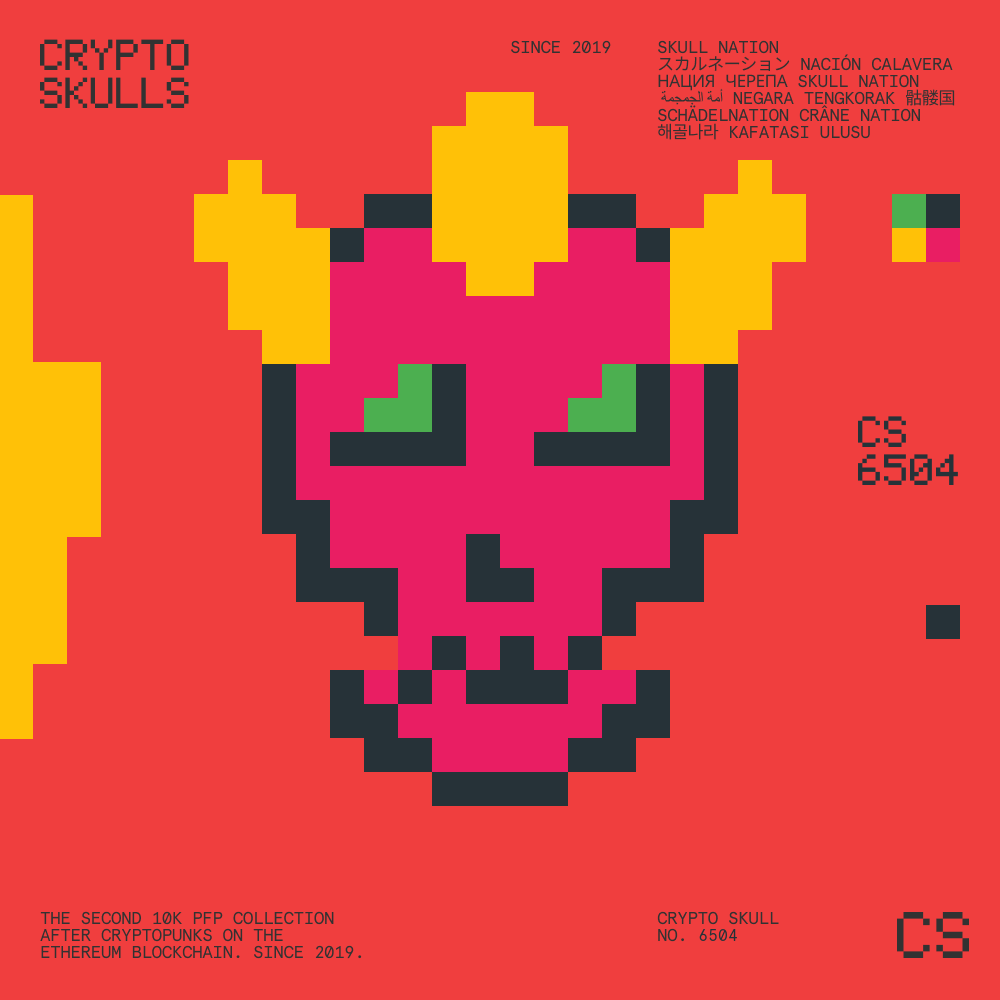 CRYPTO
SKULLS
SINCE 2019
SKULL NATION
スカルネーション NACIÓN CALAVERA
НАЦИЯ ЧЕРЕПА SKULL NATION
أمة الجمجمة NEGARA TENGKORAK 骷髅国
SCHÄDELNATION CRÂNE NATION
해골나라 KAFATASI ULUSU
CS
6504
THE SECOND 10K PFP COLLECTION
AFTER CRYPTOPUNKS ON THE
ETHEREUM BLOCKCHAIN. SINCE 2019.
CRYPTO SKULL
NO. 6504
CS